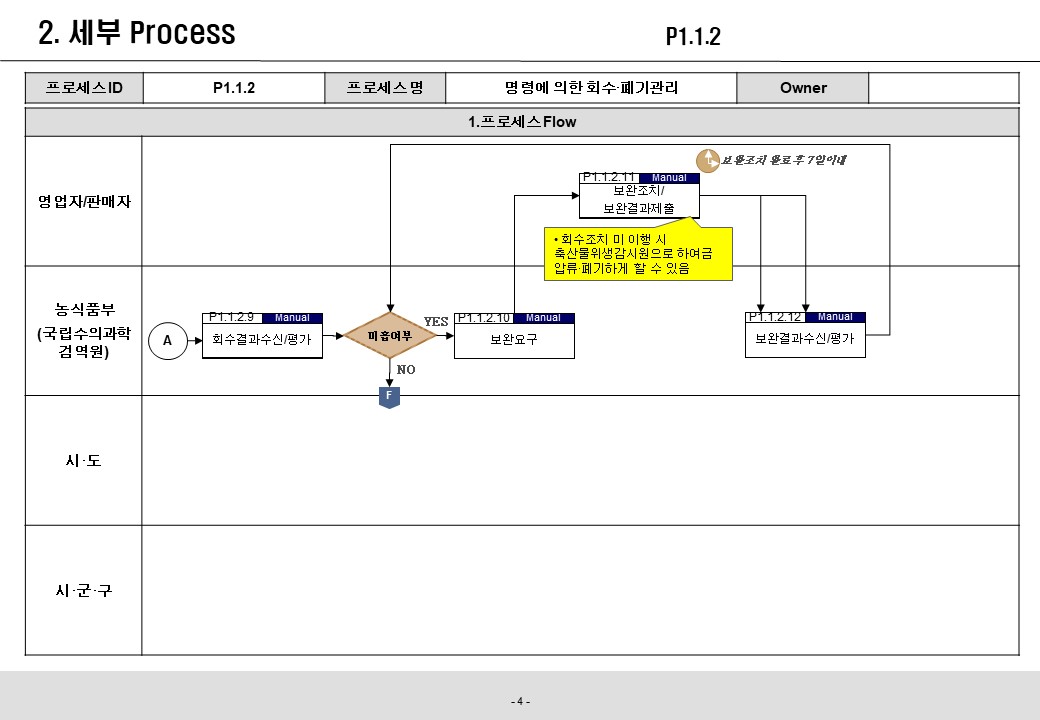 2. 세부 Process
P1.1.2
프로세스ID P1.1.2 프로세스명 명령에 의한 회수·폐기관리 Owner
1.프로세스Flow
영업자/판매자
보완조치 완료 후 7일이내
P1.1.2.11 Manual
보완조치/
보완결과제출
• 회수조치 미 이행 시
축산물위생감시원으로 하여금
압류·폐기하게 할 수 있음
농식품부
(국립수의과학
검역원)
A
P1.1.2.9 Manual
회수결과수신/평가
미흡여부
YES
NO
F
P1.1.2.10 Manual
보완요구
P1.1.2.12 Manual
보완결과수신/평가
시·도
시·군·구
- 4 -